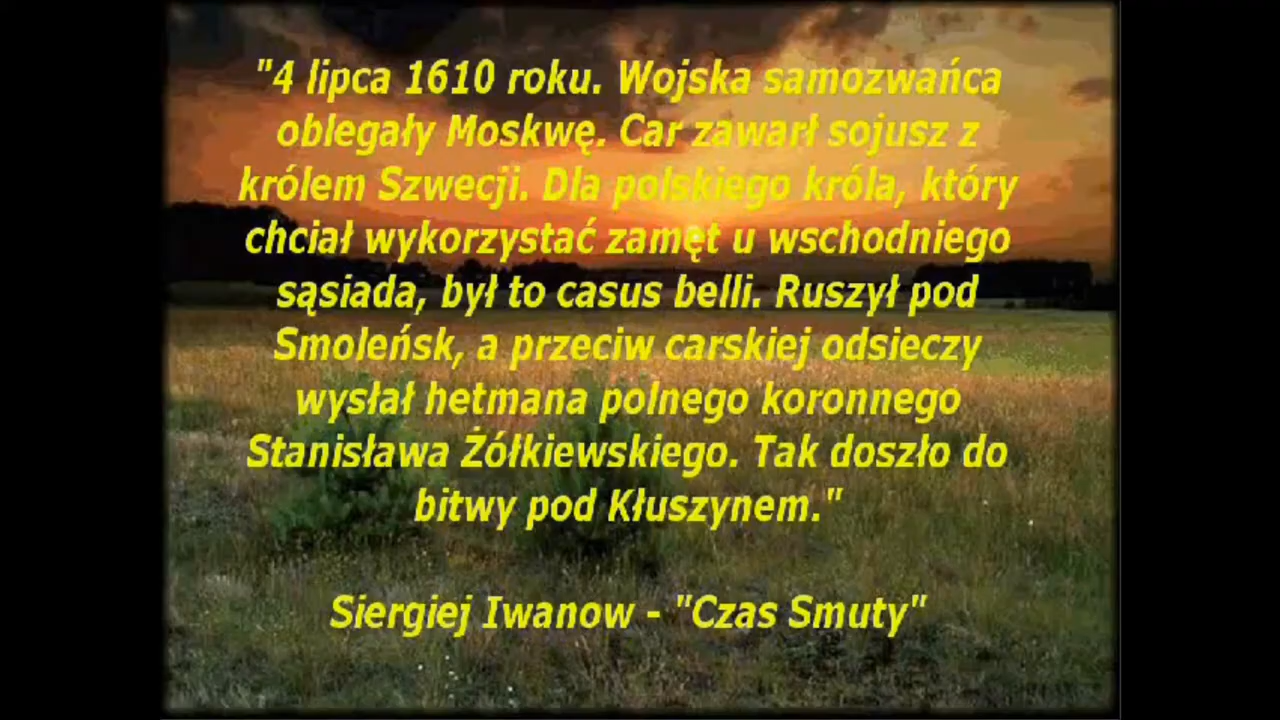 "4 lipca 1610 roku. Wojska samozwańca
oblegały Moskwę. Car zawarł sojusz z
królem Szwecji. Dla polskiego króla, który
chciał wykorzystać zamęt u wschodniego
sąsiada, był to casus belli. Ruszył pod
Smoleńsk, a przeciw carskiej odsieczy
wysłał hetmana polnego koronnego
Stanisława Żółkiewskiego. Tak doszło do
bitwy pod Kłuszynem."
Siergiej Iwanow - "Czas Smuty"